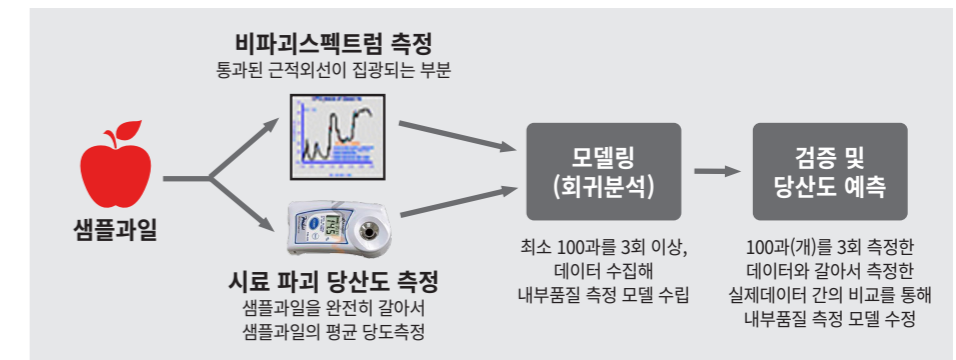 비파괴스펙트럼 측정
통과된 근적외선이 집광되는 부분
샘플과일
시료 파괴 당산도 측정
샘플과일을 완전히 갈아서
샘플과일의 평균 당도측정
모델링
(회귀분석)
최소 100과를 3회 이상,
데이터 수집해
내부품질 측정 모델 수립
검증 및
당산도 예측
100과(개)를 3회 측정한
데이터와 갈아서 측정한
실제데이터 간의 비교를 통해
내부품질 측정 모델 수정